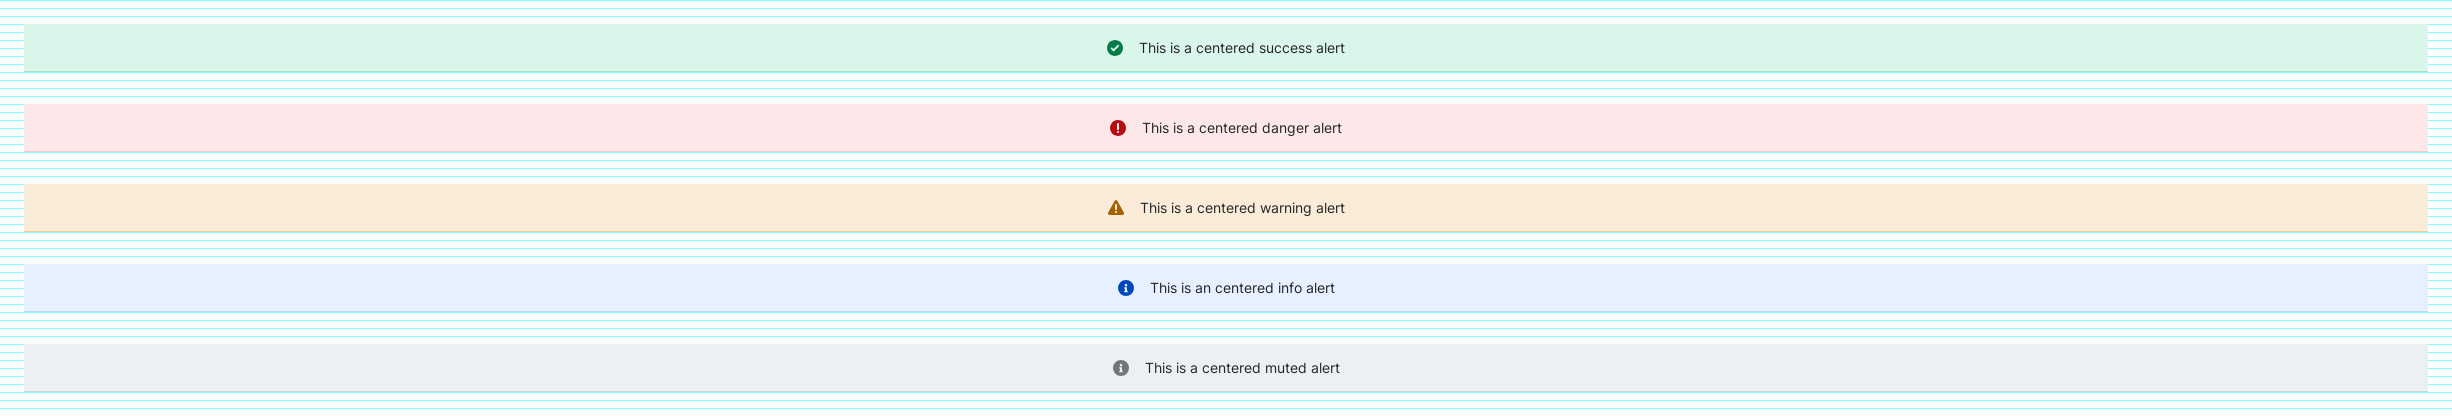 This is a centered success alert
This is a centered danger alert
This is a centered warning alert
This is an centered info alert
This is a centered muted alert